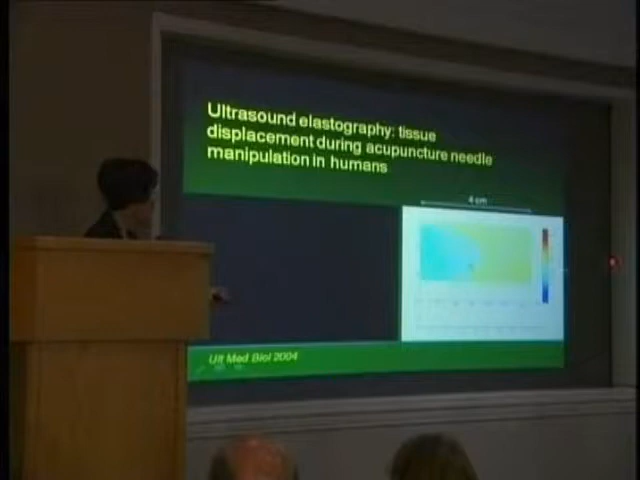 Ultrasound elastography: tissue
displacement during acupuncture needle
manipulation in humans
4 cm
Ult Med Biol 2004